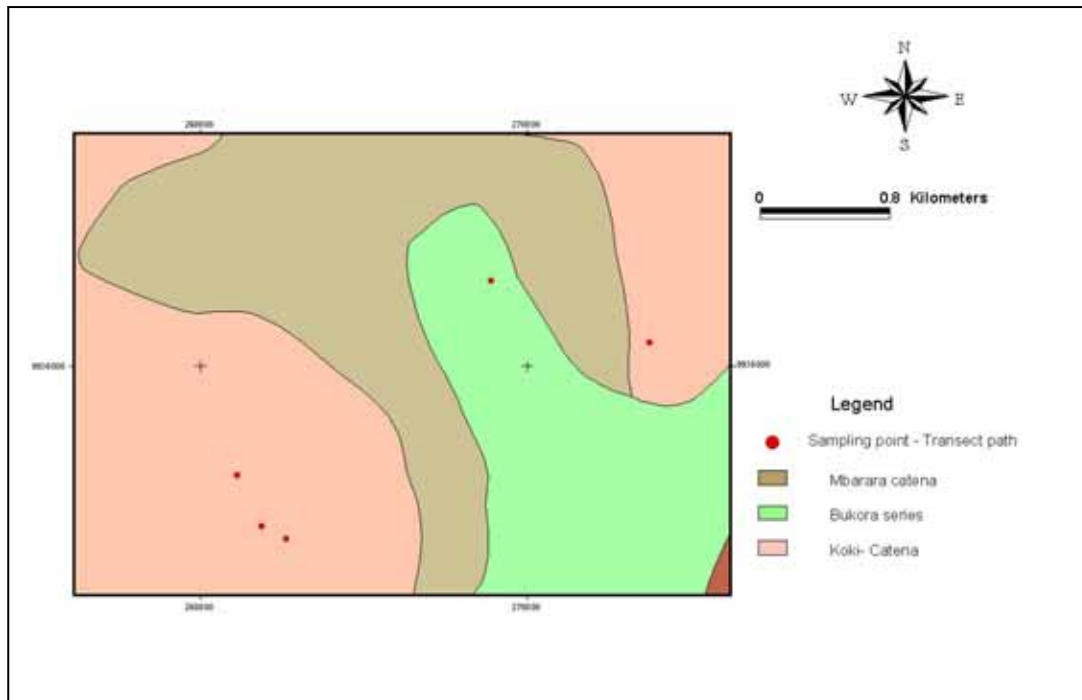 N
W E
S
0 0.8 Kilometers
Legend
Sampling point - Transect path
Mbarara catena
Bukora series
Koki- Catena